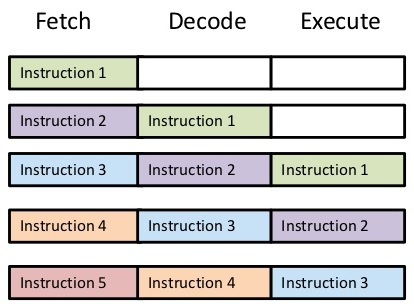 Fetch Decode Execute
Instruction 1
Instruction 2 Instruction 1
Instruction 3 Instruction 2 Instruction 1
Instruction 4 Instruction 3 Instruction 2
Instruction 5 Instruction 4 Instruction 3